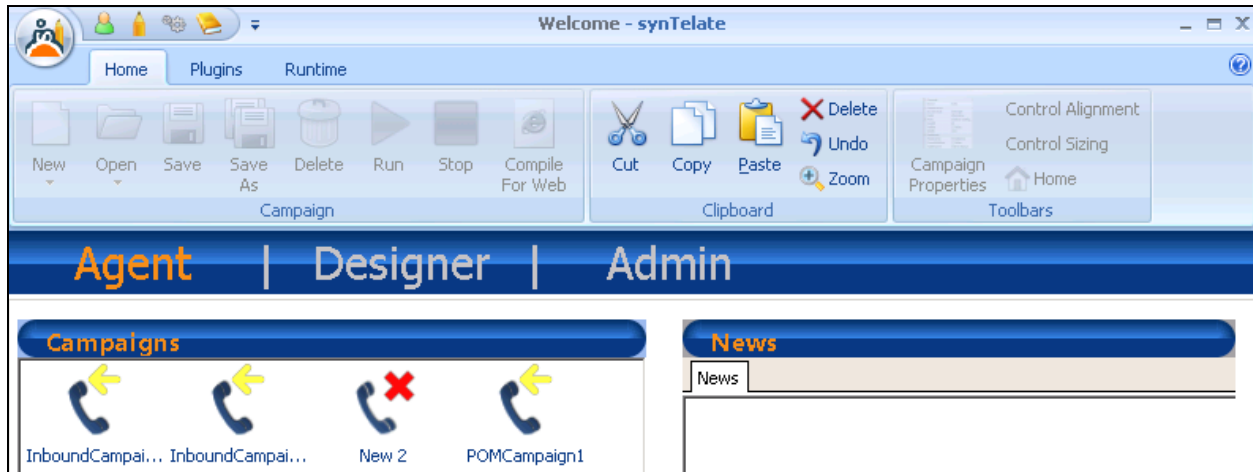 Welcome - synTelate
Home Plugins Runtime
New
Open
Save
Save
As
Delete
Run
Stop
Compile
For Web
Campaign
Cut
Copy
Paste
Delete
Undo
Zoom
Clipboard
Campaign
Properties
Control Alignment
Control Sizing
Home
Toolbars
Agent | Designer | Admin
Campaigns
InboundCampai... InboundCampai... New 2 POMCampaign1
News
News